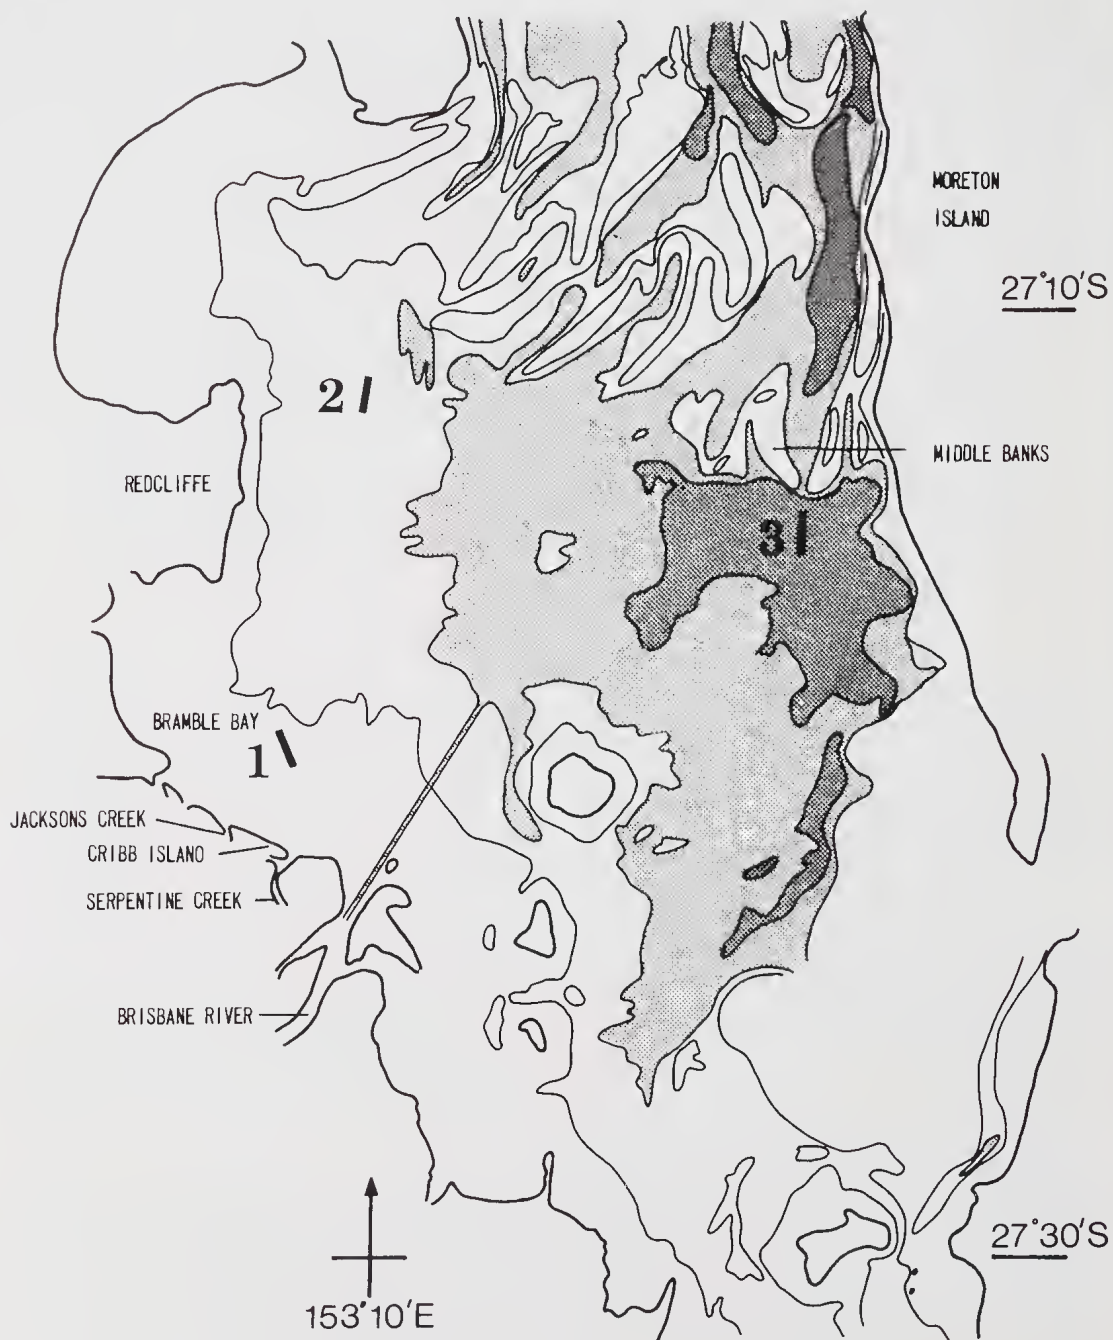 MORETON
ISLAND
27°10'S
2
REDCLIFFE
MIDDLE BANKS
3
BRAMBLE BAY
1
JACKSONS CREEK
CRIBB ISLAND
SERPENTINE CREEK
BRISBANE RIVER
27°30'S
153°10'E